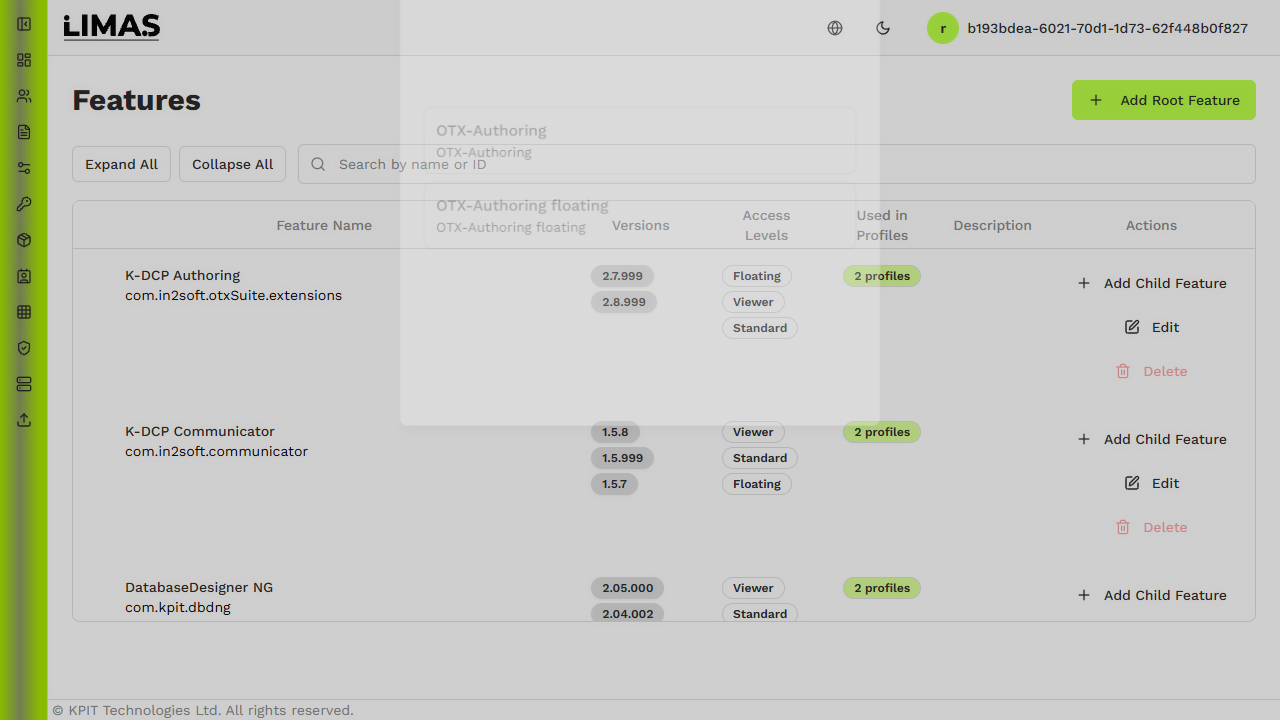 LIMAS
r
b193bdea-6021-70d1-1d73-62f448b0f827
Features
Add Root Feature
OTX-Authoring
OTX-Authoring
Expand All
Collapse All
Search by name or ID
OTX-Authoring floating
OTX-Authoring floating
Feature Name
Versions
Access
Levels
Used in
Profiles
Description
Actions
K-DCP Authoring
com.in2soft.otxSuite.extensions
2.7.999
2.8.999
Floating
Viewer
Standard
2 profiles
Add Child Feature
Edit
Delete
K-DCP Communicator
com.in2soft.communicator
1.5.8
1.5.999
1.5.7
Viewer
Standard
Floating
2 profiles
Add Child Feature
Edit
Delete
DatabaseDesigner NG
com.kpit.dbdng
2.05.000
2.04.002
Viewer
Standard
2 profiles
Add Child Feature
© KPIT Technologies Ltd. All rights reserved.